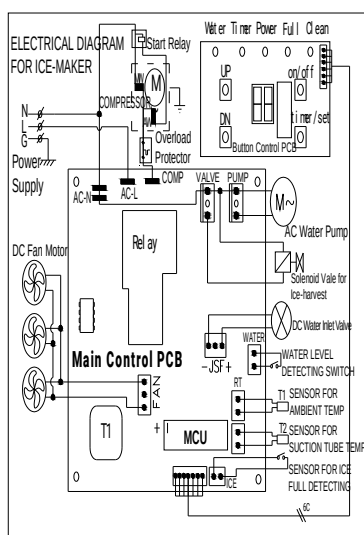 Water Timer Power Full Clean
ELECTRICAL DIAGRAM
FOR ICE-MAKER
Start Relay
UP
on/off
M
COMPRESSOR
DN
timer/set
Button Control PCB
N
L
G
Overload
Protector
Power
Supply
COMP
AC-N
AC-L
VALVE
PUMP
M~
AC Water Pump
DC Fan Motor
Relay
Solenoid Vale for
Ice-harvest
DC Water Inlet Valve
Main Control PCB
-JSF+
WATER
WATER LEVEL
DETECTING SWITCH
FAN
RT
T1 SENSOR FOR
AMBIENT TEMP
T1
+
MCU
T2 SENSOR FOR
SUCTION TUBE TEMP
SENSOR FOR ICE
FULL DETECTING
ICE
6C